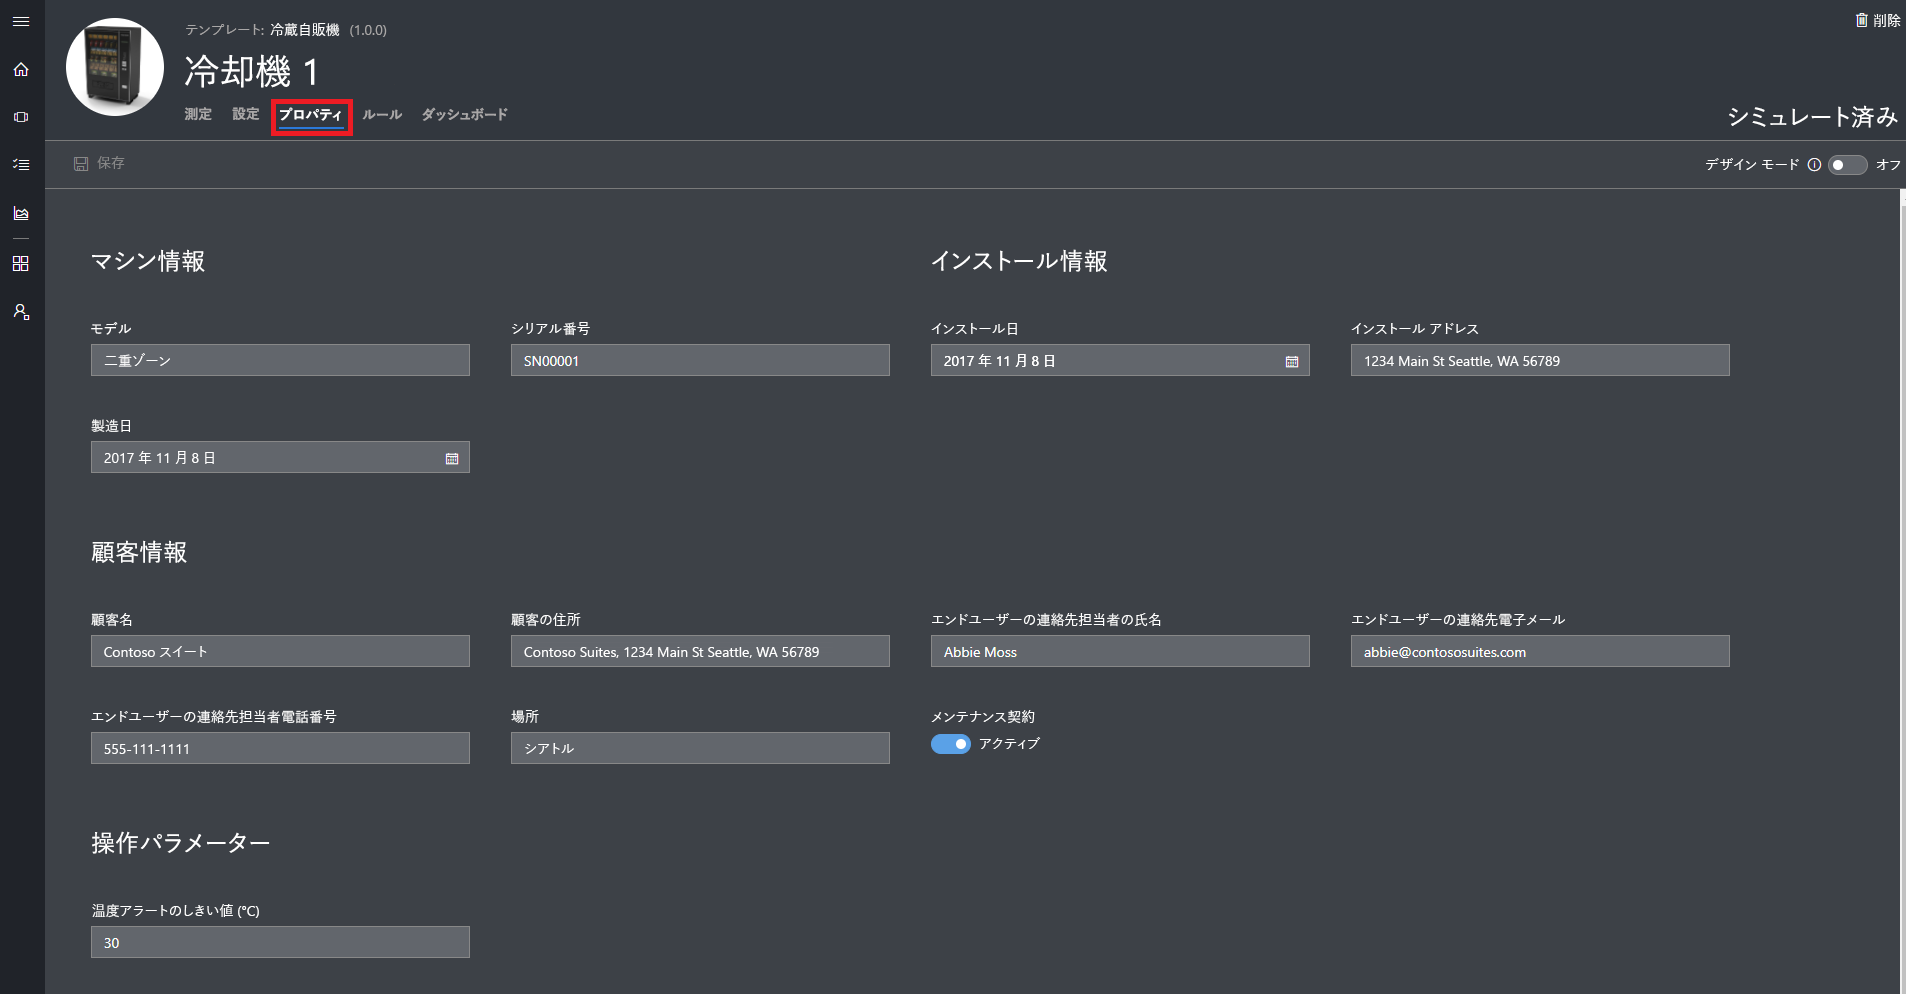 テンプレート: 冷蔵自販機 (1.0.0)
削除
冷却機 1
測定 設定 プロパティ ルール ダッシュボード
シミュレート済み
保存
デザイン モード オフ
マシン情報
インストール情報
モデル
シリアル番号
インストール日
インストール アドレス
二重ゾーン
SN00001
2017 年 11 月 8 日
1234 Main St Seattle, WA 56789
製造日
2017 年 11 月 8 日
顧客情報
顧客名
顧客の住所
エンドユーザーの連絡先担当者の氏名
エンドユーザーの連絡先電子メール
Contoso スイート
Contoso Suites, 1234 Main St Seattle, WA 56789
Abbie Moss
abbie@contososuites.com
エンドユーザーの連絡先担当者電話番号
場所
メンテナンス契約
555-111-1111
シアトル
アクティブ
操作パラメーター
温度アラートのしきい値 (°C)
30